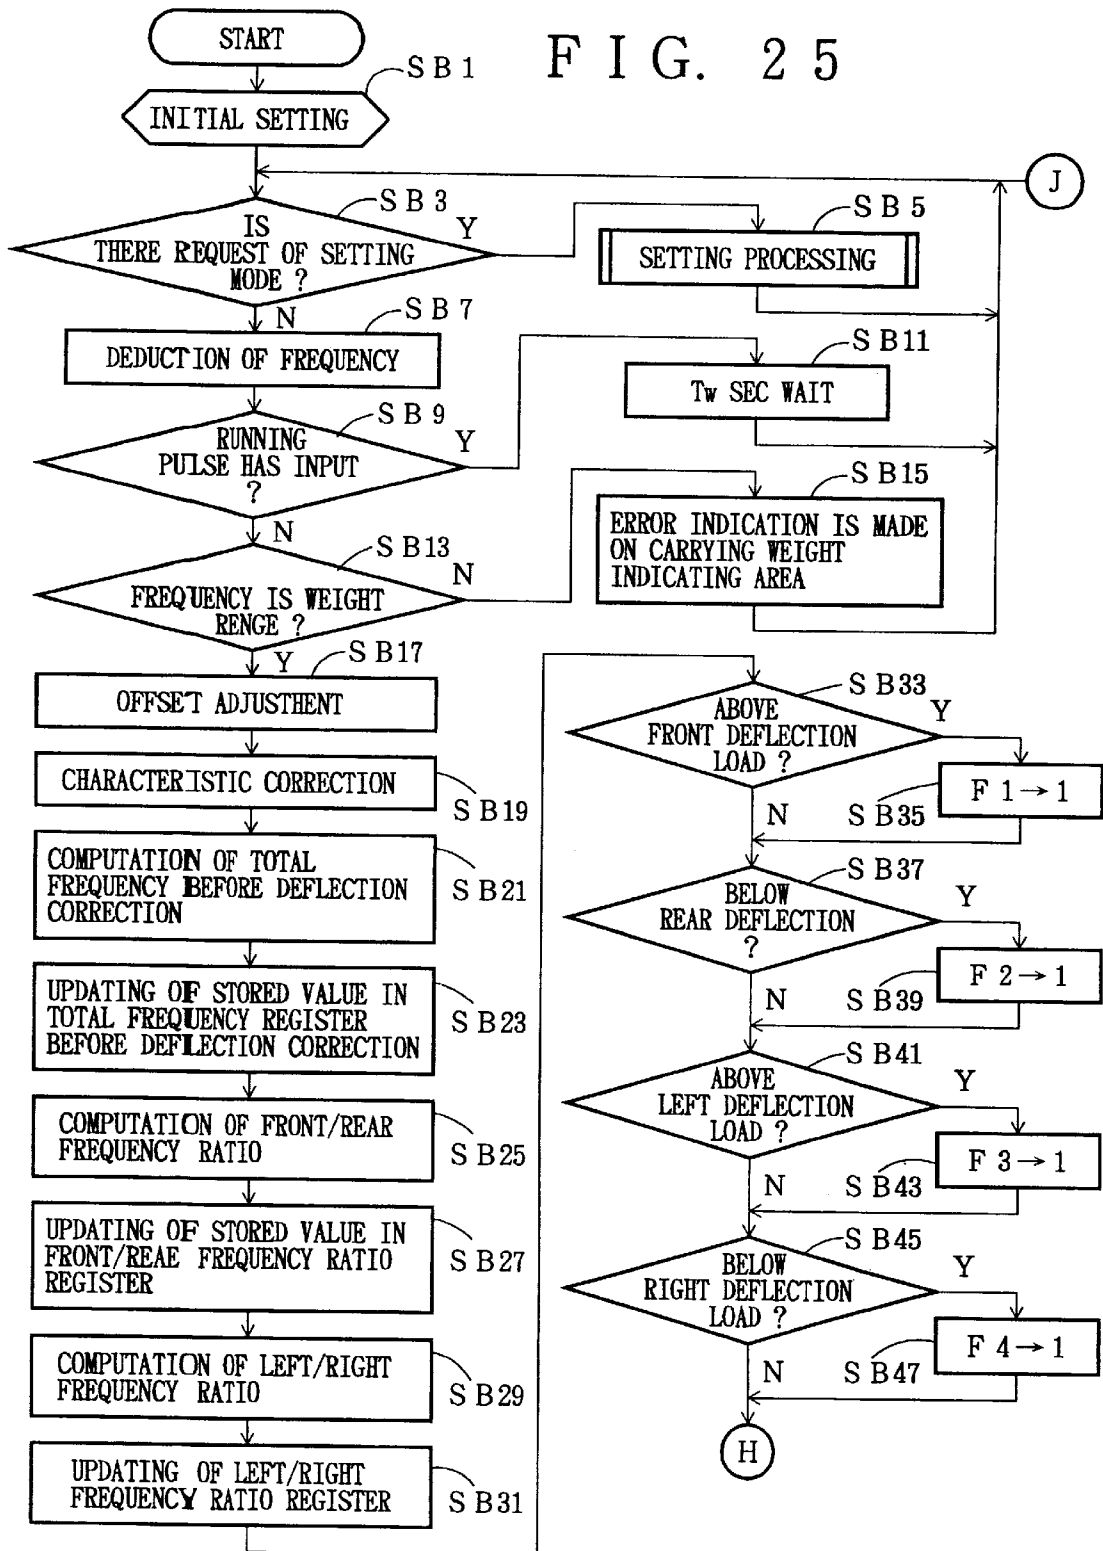 FIG. 25
START
SB1
INITIAL SETTING
J
SB3
IS
THERE REQUEST OF SETTING
MODE ?
Y
N
SB5
SETTING PROCESSING
SB7
DEDUCTION OF FREQUENCY
SB9
RUNNING
PULSE HAS INPUT
?
Y
N
SB11
Tw SEC WAIT
SB13
FREQUENCY IS WEIGHT
RENGE ?
N
Y
SB15
ERROR INDICATION IS MADE
ON CARRYING WEIGHT
INDICATING AREA
SB17
OFFSET ADJUSTHENT
CHARACTERISTIC CORRECTION
SB19
COMPUTATION OF TOTAL
FREQUENCY BEFORE DEFLECTION
CORRECTION
SB21
UPDATING OF STORED VALUE IN
TOTAL FREQUENCY REGISTER
BEFORE DEFLECTION CORRECTION
SB23
COMPUTATION OF FRONT/REAR
FREQUENCY RATIO
SB25
UPDATING OF STORED VALUE IN
FRONT/REAE FREQUENCY RATIO
REGISTER
SB27
COMPUTATION OF LEFT/RIGHT
FREQUENCY RATIO
SB29
UPDATING OF LEFT/RIGHT
FREQUENCY RATIO REGISTER
SB31
SB33
ABOVE
FRONT DEFLECTION
LOAD ?
Y
N
SB35
F1→1
SB37
BELOW
REAR DEFLECTION
?
Y
N
SB39
F2→1
SB41
ABOVE
LEFT DEFLECTION
LOAD ?
Y
N
SB43
F3→1
SB45
BELOW
RIGHT DEFLECTION
LOAD ?
Y
N
SB47
F4→1
H